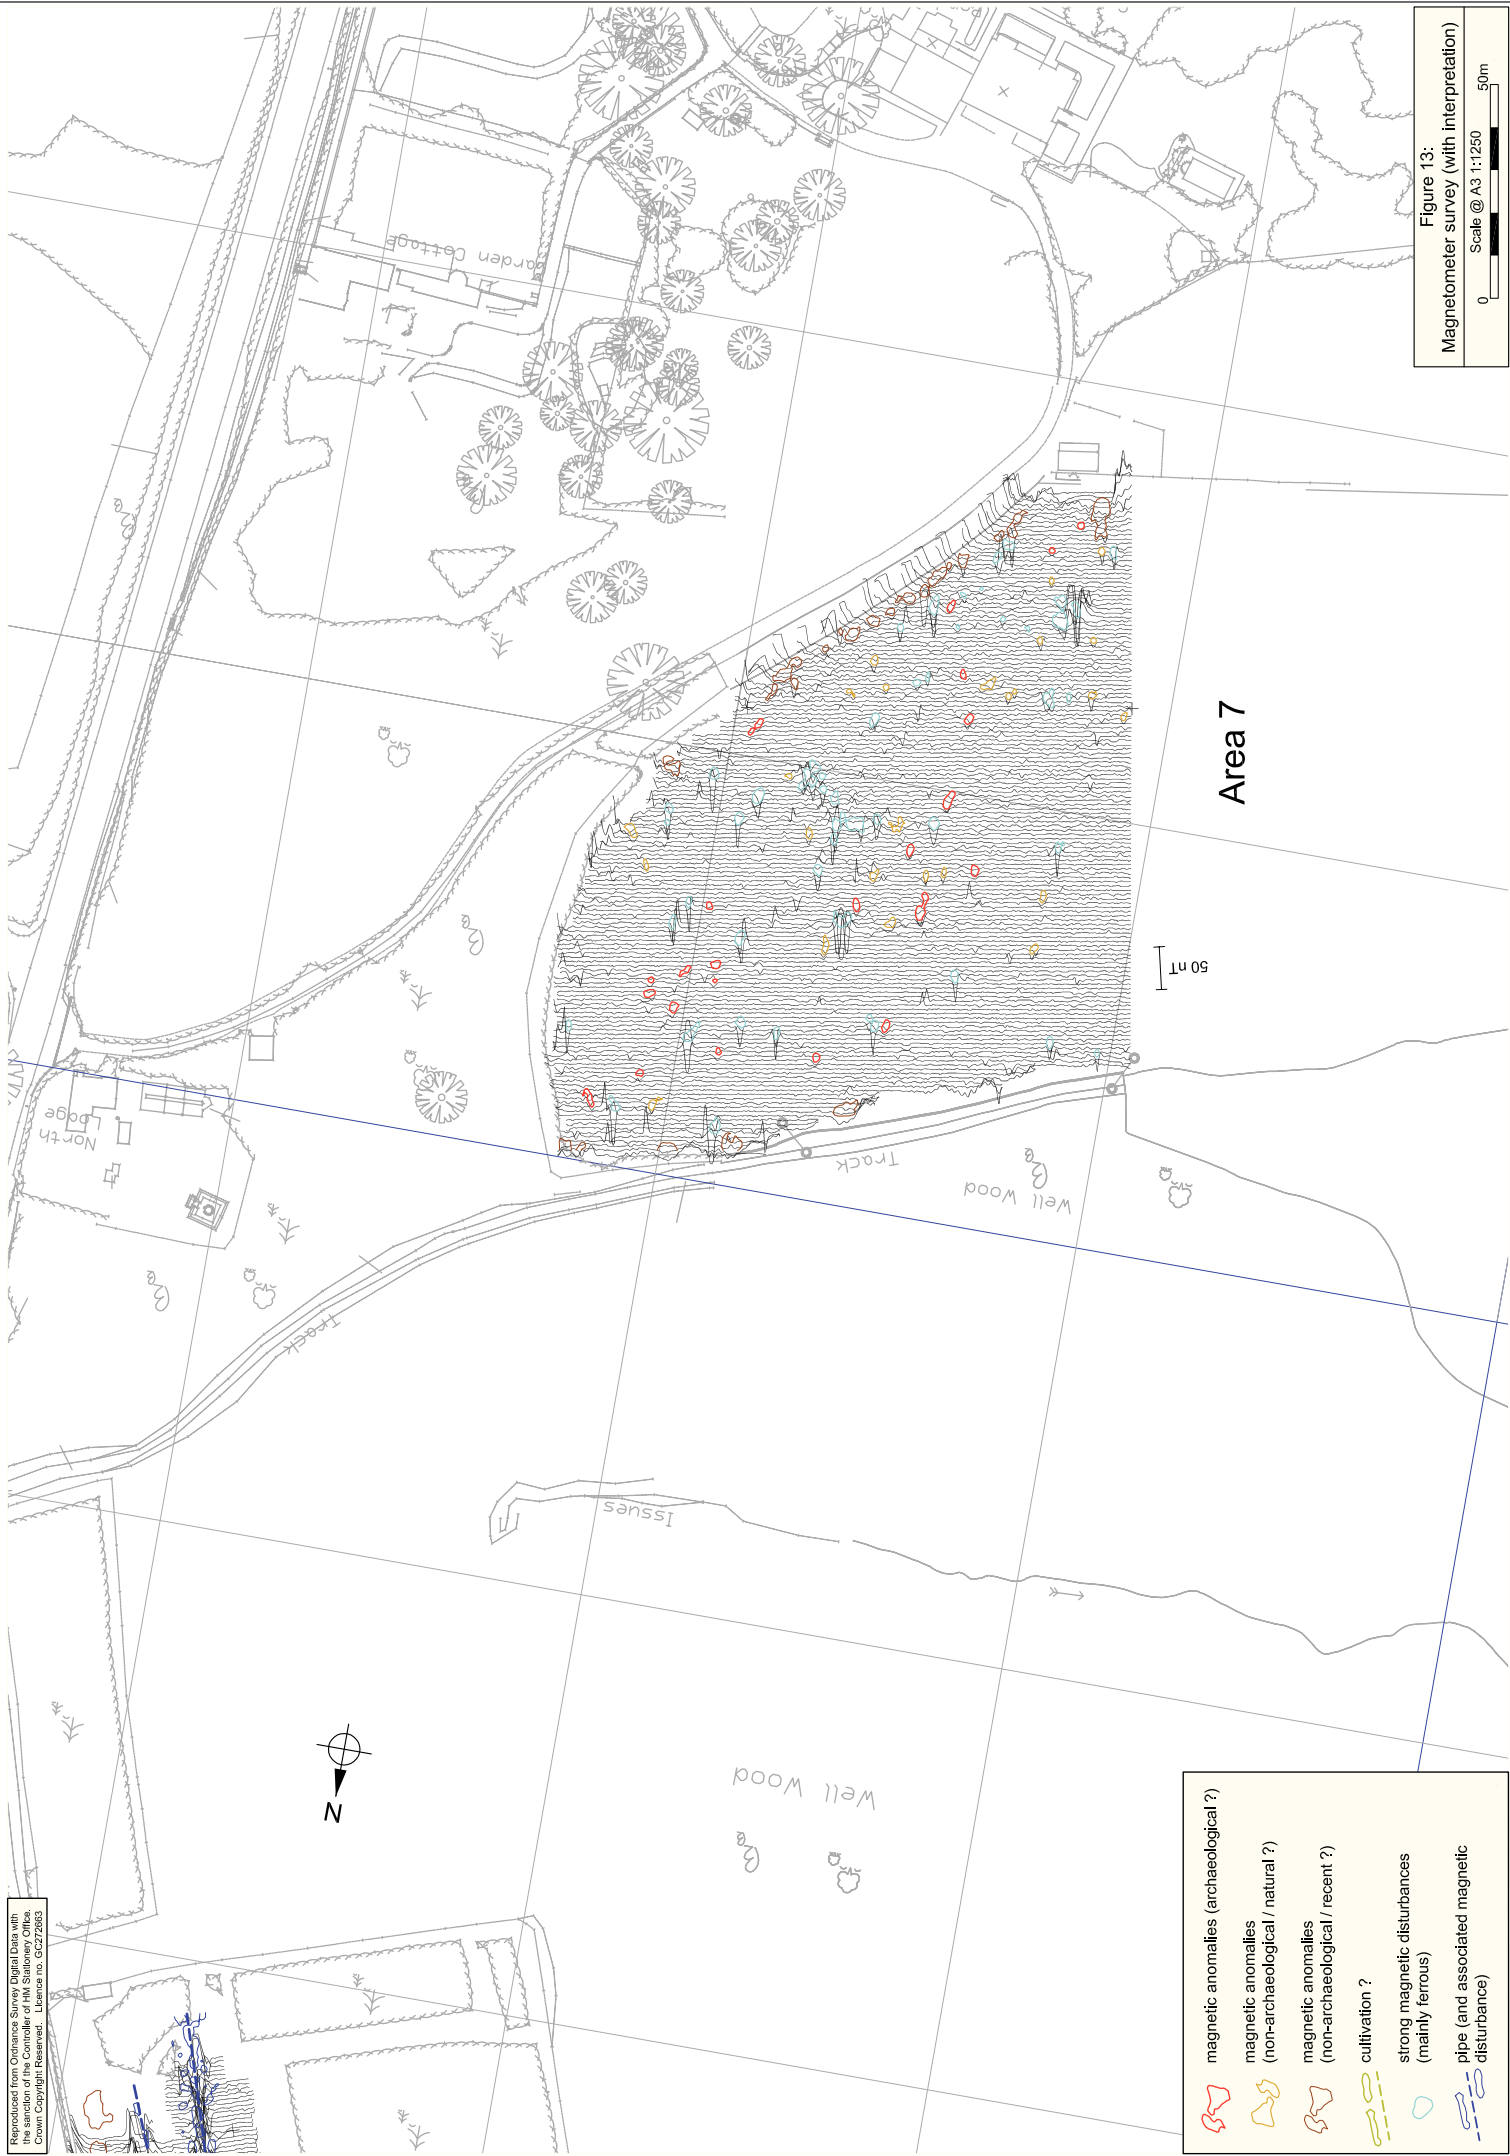 Reproduced from Ordnance Survey Digital Data with
the sanction of the Controller of HM Stationery Office.
Crown Copyright Reserved. Licence no. GC272663
North
Lodge
Garden Cottage
Track
Track
Well Wood
Issues
Well Wood
N
Area 7
50 nT
magnetic anomalies (archaeological ?)
magnetic anomalies
(non-archaeological / natural ?)
magnetic anomalies
(non-archaeological / recent ?)
cultivation ?
strong magnetic disturbances
(mainly ferrous)
pipe (and associated magnetic
disturbance)
Figure 13:
Magnetometer survey (with interpretation)
Scale @ A3 1:1250
0 50m